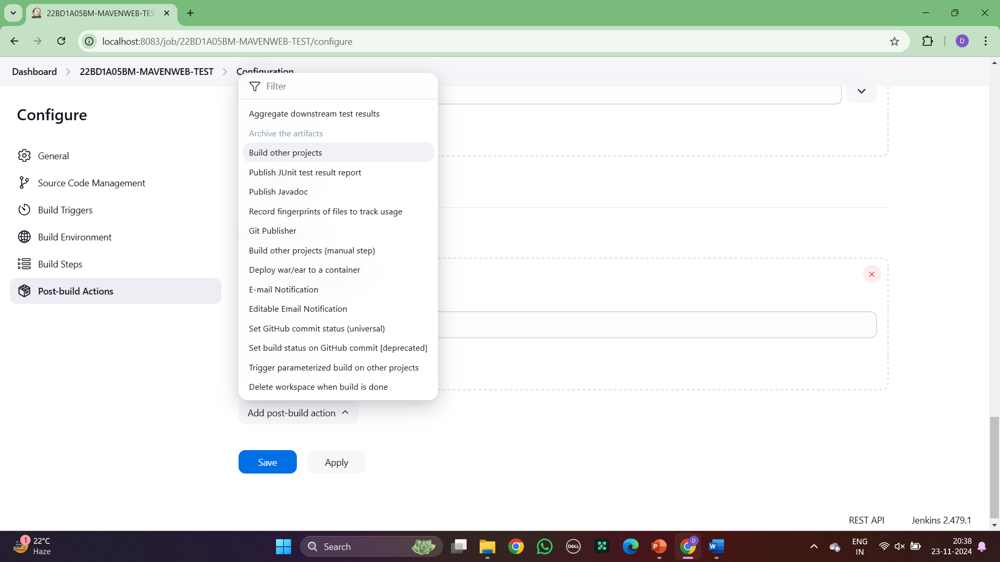 22BD1A05BM-MAVENWEB-TES
localhost:8083/job/22BD1A05BM-MAVENWEB-TEST/configure
D
Dashboard
22BD1A05BM-MAVENWEB-TEST
Configuration
Configure
General
Source Code Management
Build Triggers
Build Environment
Build Steps
Post-build Actions
Filter
Aggregate downstream test results
Archive the artifacts
Build other projects
Publish JUnit test result report
Publish Javadoc
Record fingerprints of files to track usage
Git Publisher
Build other projects (manual step)
Deploy war/ear to a container
E-mail Notification
Editable Email Notification
Set GitHub commit status (universal)
Set build status on GitHub commit [deprecated]
Trigger parameterized build on other projects
Delete workspace when build is done
Add post-build action
Save
Apply
REST API
Jenkins 2.479.1
1
22°C
Haze
Search
DELL
P
D
W
ENG
IN
20:38
23-11-2024